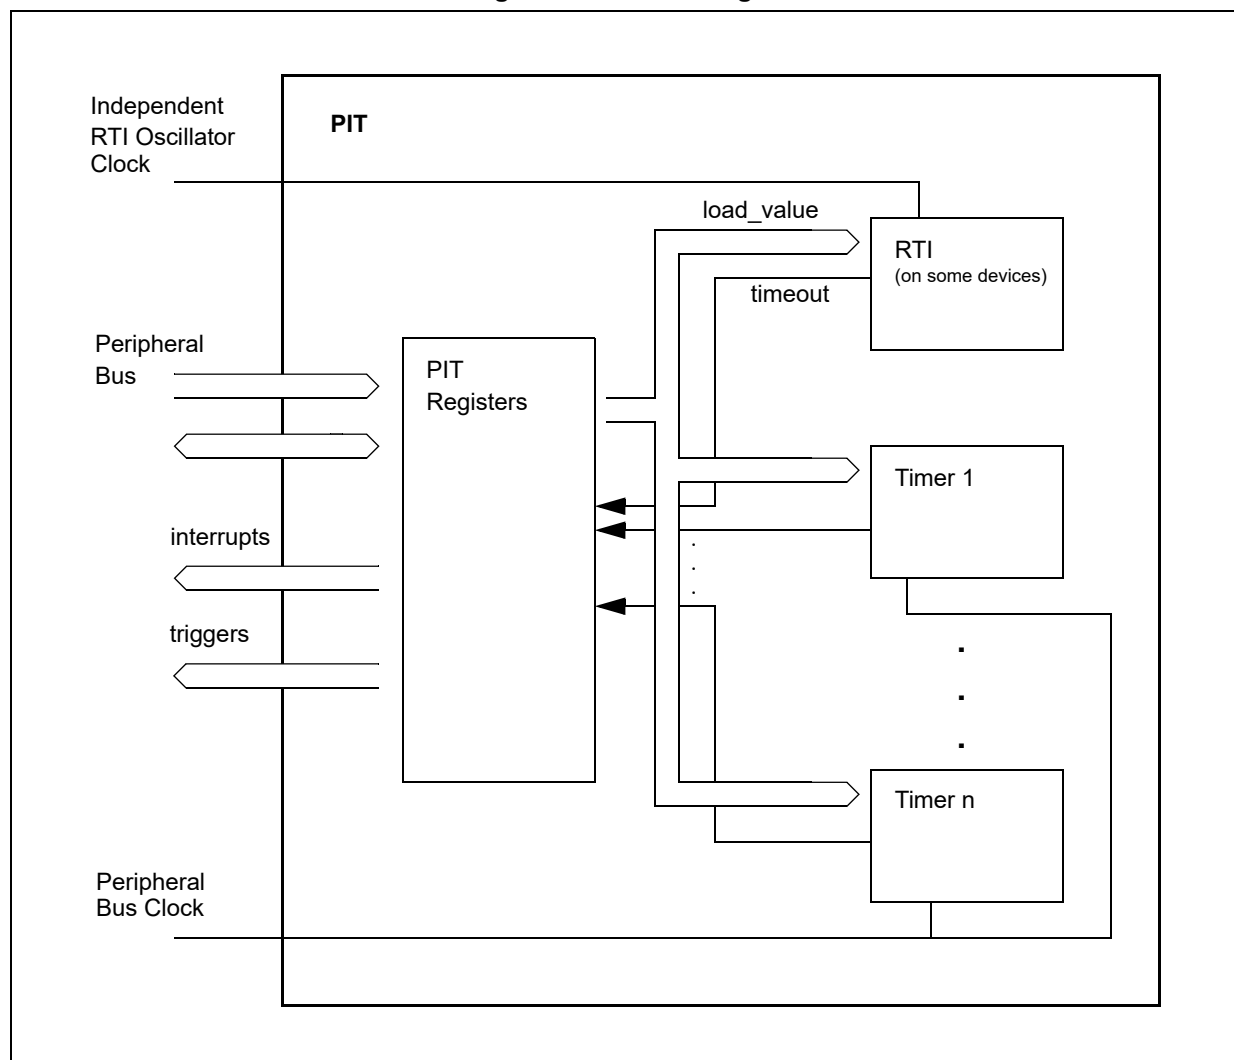 Independent
RTI Oscillator
Clock
PIT
load_value
RTI
(on some devices)
timeout
Peripheral
Bus
PIT
Registers
Timer 1
interrupts
triggers
Timer n
Peripheral
Bus Clock